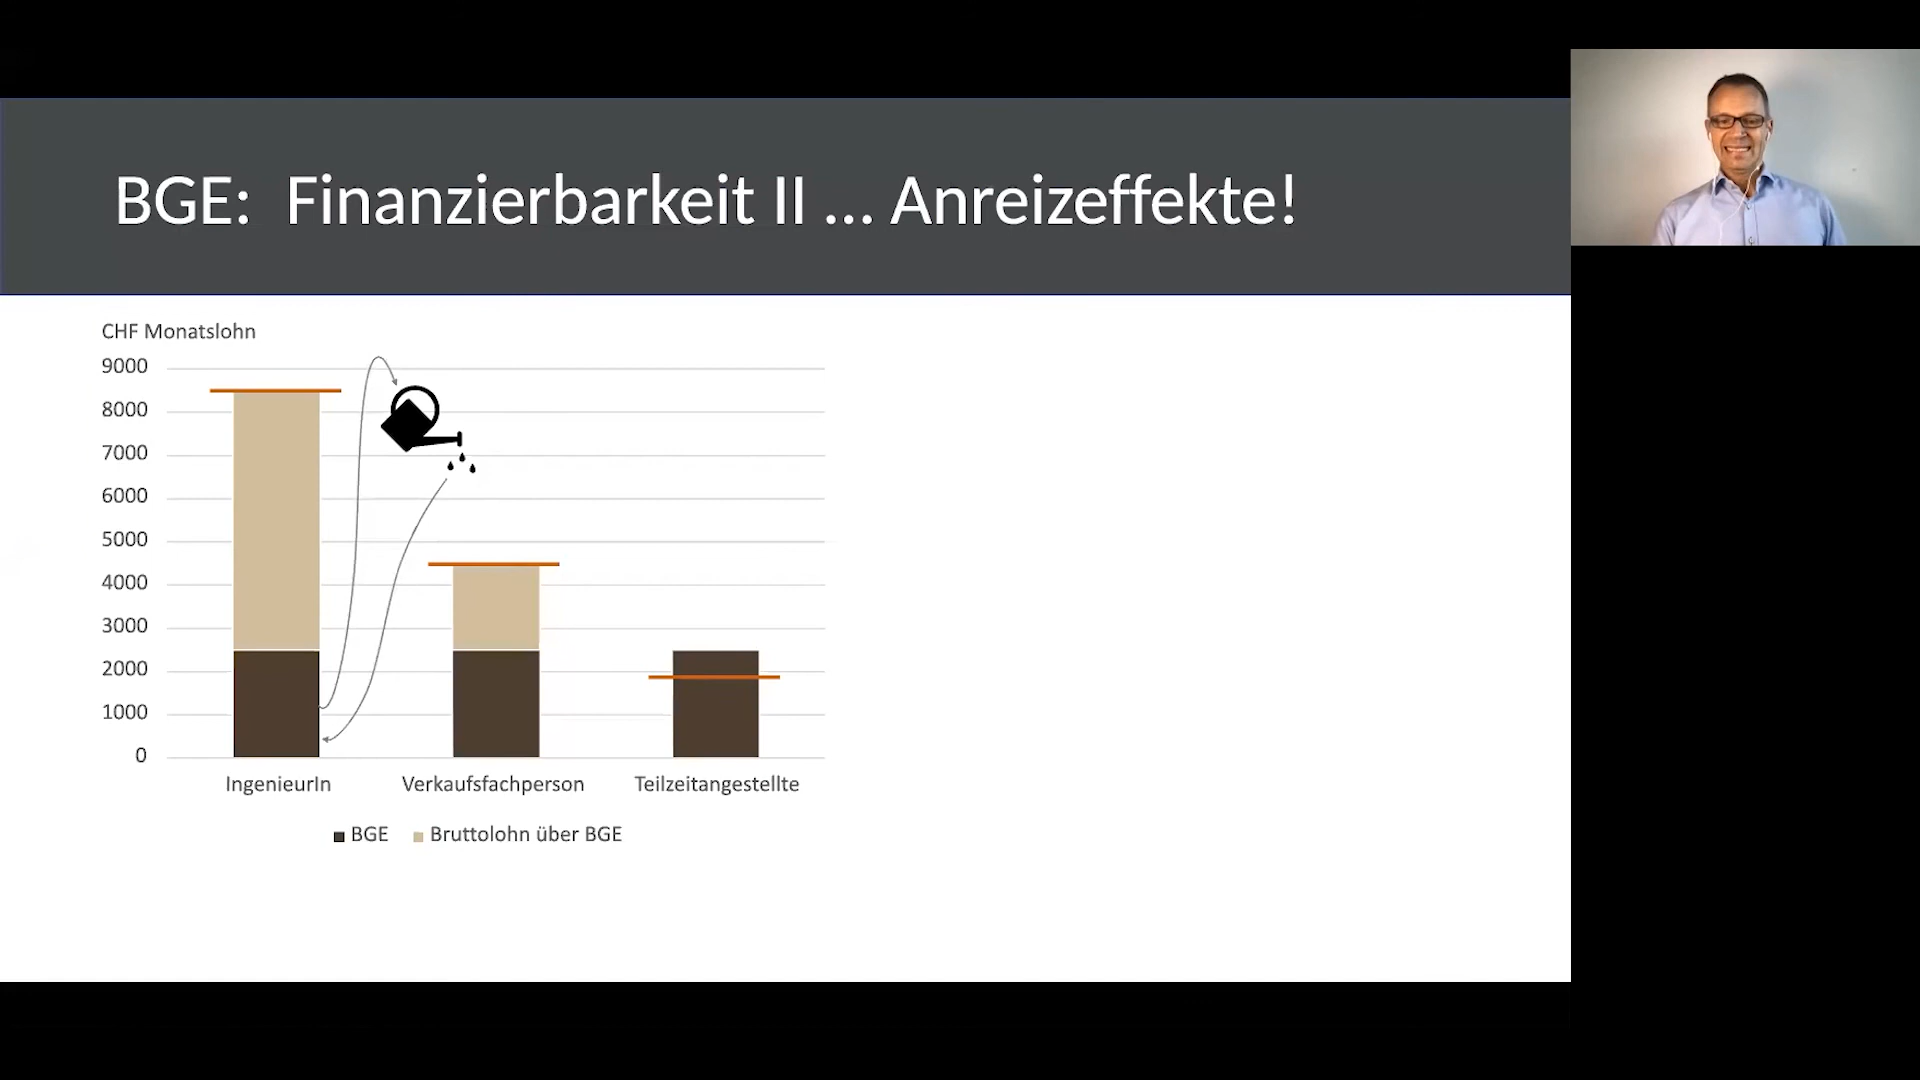 BGE: Finanzierbarkeit II ... Anreizeffekte!
CHF Monatslohn
9000
8000
7000
6000
5000
4000
3000
2000
1000
0
IngenieurIn Verkaufsfachperson Teilzeitangestellte
BGE Bruttolohn über BGE